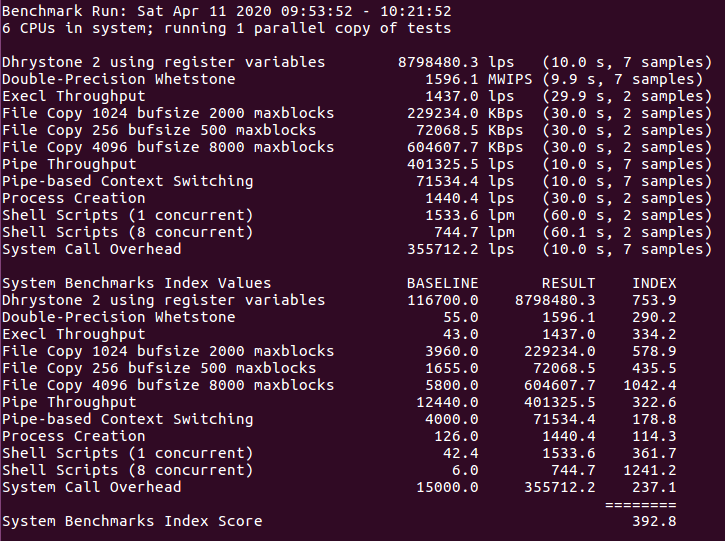 Benchmark Run: Sat Apr 11 2020 09:53:52 - 10:21:52
6 CPUs in system; running 1 parallel copy of tests

Dhrystone 2 using register variables        8798480.3 lps   (10.0 s, 7 samples)
Double-Precision Whetstone                     1596.1 MWIPS (9.9 s, 7 samples)
Execl Throughput                               1437.0 lps   (29.9 s, 2 samples)
File Copy 1024 bufsize 2000 maxblocks        229234.0 KBps  (30.0 s, 2 samples)
File Copy 256 bufsize 500 maxblocks           72068.5 KBps  (30.0 s, 2 samples)
File Copy 4096 bufsize 8000 maxblocks        604607.7 KBps  (30.0 s, 2 samples)
Pipe Throughput                              401325.5 lps   (10.0 s, 7 samples)
Pipe-based Context Switching                  71534.4 lps   (10.0 s, 7 samples)
Process Creation                               1440.4 lps   (30.0 s, 2 samples)
Shell Scripts (1 concurrent)                   1533.6 lpm   (60.0 s, 2 samples)
Shell Scripts (8 concurrent)                    744.7 lpm   (60.1 s, 2 samples)
System Call Overhead                         355712.2 lps   (10.0 s, 7 samples)

System Benchmarks Index Values               BASELINE       RESULT    INDEX
Dhrystone 2 using register variables         116700.0    8798480.3    753.9
Double-Precision Whetstone                       55.0       1596.1    290.2
Execl Throughput                                 43.0       1437.0    334.2
File Copy 1024 bufsize 2000 maxblocks          3960.0     229234.0    578.9
File Copy 256 bufsize 500 maxblocks            1655.0      72068.5    435.5
File Copy 4096 bufsize 8000 maxblocks          5800.0     604607.7   1042.4
Pipe Throughput                               12440.0     401325.5    322.6
Pipe-based Context Switching                   4000.0      71534.4    178.8
Process Creation                                126.0       1440.4    114.3
Shell Scripts (1 concurrent)                     42.4       1533.6    361.7
Shell Scripts (8 concurrent)                      6.0        744.7   1241.2
System Call Overhead                          15000.0     355712.2    237.1
                                                                   ========
System Benchmarks Index Score                                         392.8